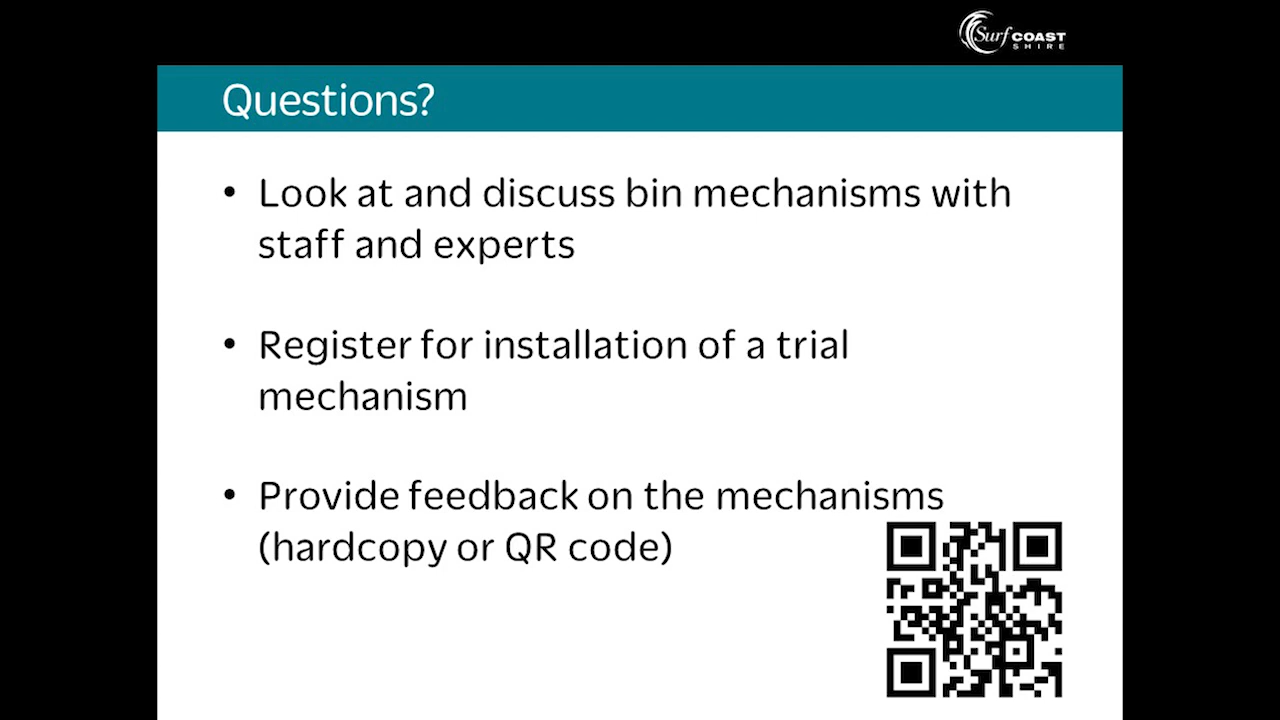 Surf COAST
SHIRE
Questions?
• Look at and discuss bin mechanisms with
staff and experts
• Register for installation of a trial
mechanism
• Provide feedback on the mechanisms
(hardcopy or QR code)